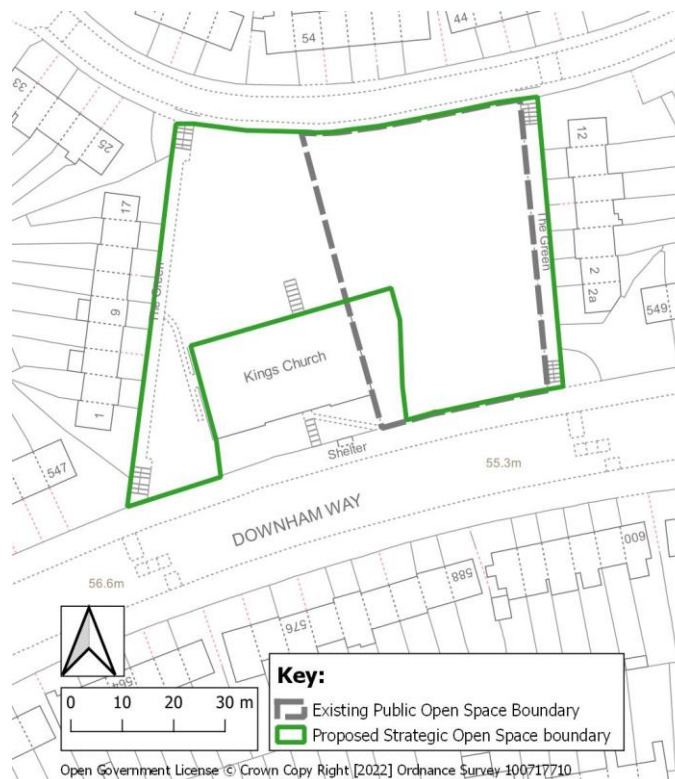 44
54
33
25
12
17
The Green
The Green
9
2
2a
549
Kings Church
1
547
Shelter
55.3m
DOWNHAM WAY
600
56.6m
588
576
564
Key:
0 10 20 30 m
Existing Public Open Space Boundary
Proposed Strategic Open Space boundary
Open Government License © Crown Copy Right [2022] Ordnance Survey 100717710